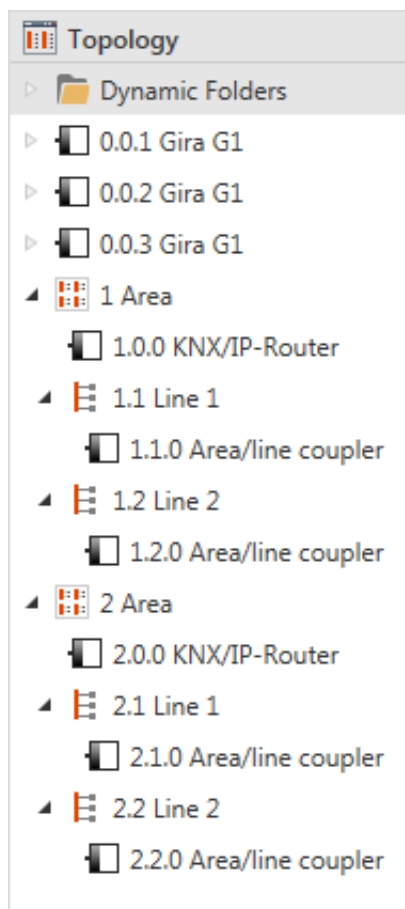 Topology
Dynamic Folders
0.0.1 Gira G1
0.0.2 Gira G1
0.0.3 Gira G1
1 Area
1.0.0 KNX/IP-Router
1.1 Line 1
1.1.0 Area/line coupler
1.2 Line 2
1.2.0 Area/line coupler
2 Area
2.0.0 KNX/IP-Router
2.1 Line 1
2.1.0 Area/line coupler
2.2 Line 2
2.2.0 Area/line coupler